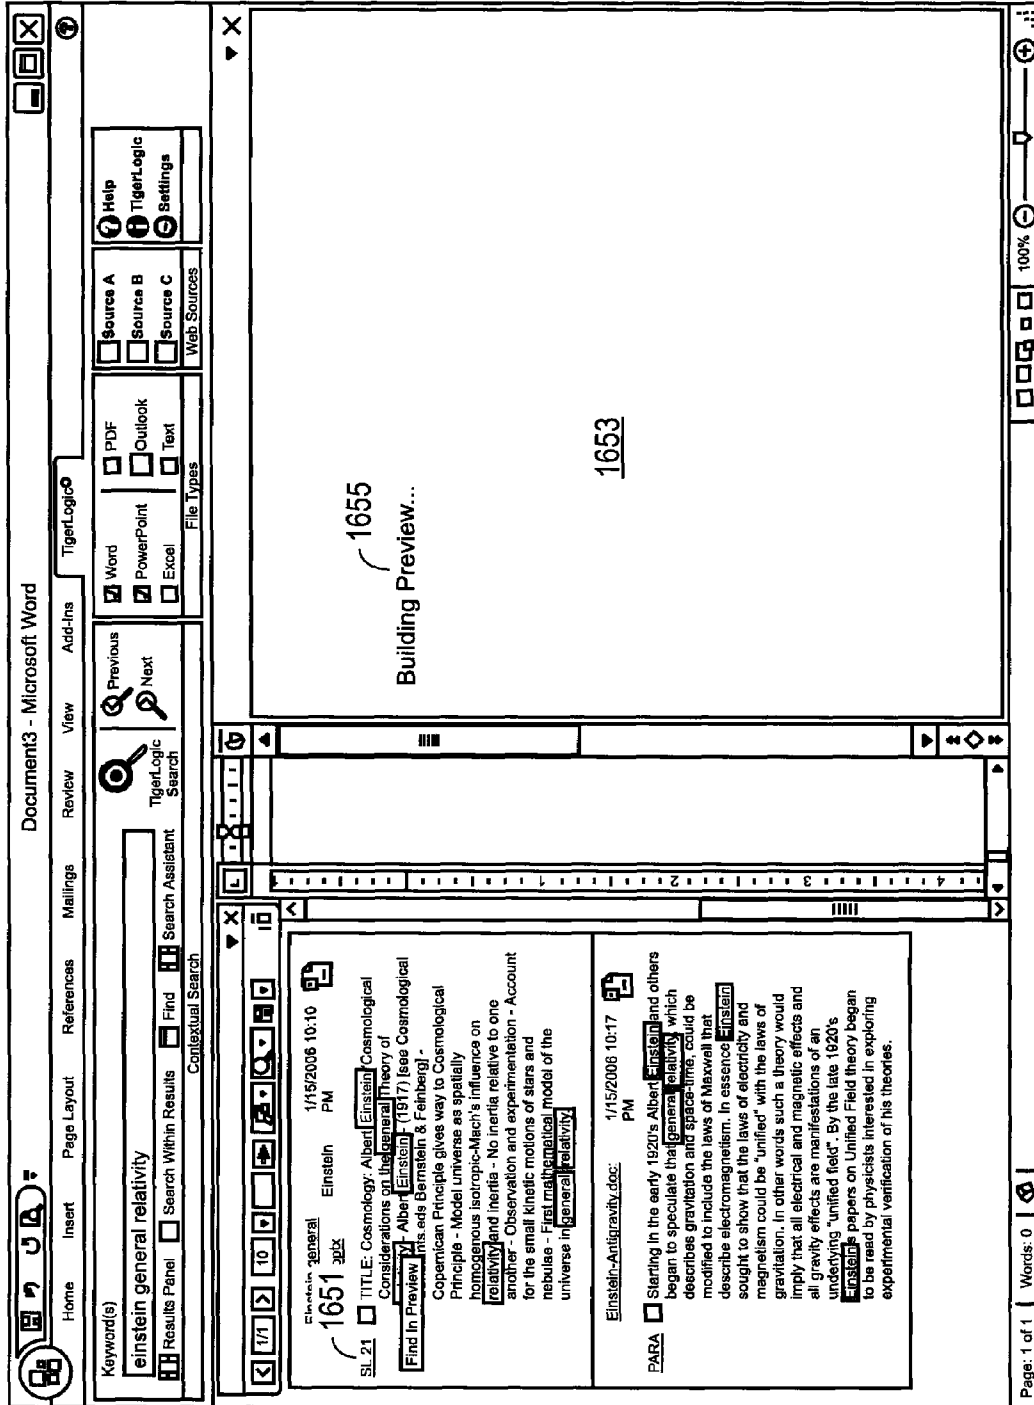 Document3 - Microsoft Word
Home Insert Page Layout References Mailings Review View Add-Ins TigerLogic
Keyword(s)
einstein general relativity
TigerLogic
Search
Previous
Next
Results Panel Search Within Results Find Search Assistant
Contextual Search
Word
PowerPoint
Excel
PDF
Outlook
Text
File Types
Source A
Source B
Source C
Web Sources
Help
TigerLogic
Settings
1/1 10
Einstein general
pptx
Einstein
1/15/2006 10:10
PM
1651
SL 21 TITLE: Cosmology: Albert Einstein Cosmological
Considerations on the general Theory of
- Albert Einstein - (1917) [see Cosmological
Find In Preview eds Bernstein & Feinberg] -
Copernican Principle gives way to Cosmological
Principle - Model universe as spatially
homogenous isotropic-Mach's influence on
relativity and inertia - No inertia relative to one
another - Observation and experimentation - Account
for the small kinetic motions of stars and
nebulae - First mathematical model of the
universe in general relativity.
Einstein-Antigravity.doc:
1/15/2006 10:17
PM
PARA Starting in the early 1920's Albert Einstein and others
began to speculate that general relativity, which
describes gravitation and space-time, could be
modified to include the laws of Maxwell that
describe electromagnetism. In essence Einstein
sought to show that the laws of electricity and
magnetism could be "unified" with the laws of
gravitation. In other words such a theory would
imply that all electrical and magnetic effects and
all gravity effects are manifestations of an
underlying "unified field". By the late 1920's
Einstein's papers on Unified Field theory began
to be read by physicists interested in exploring
experimental verification of his theories.
L
1
1
2
3
4
1655
Building Preview...
1653
Page: 1 of 1 Words: 0
100%